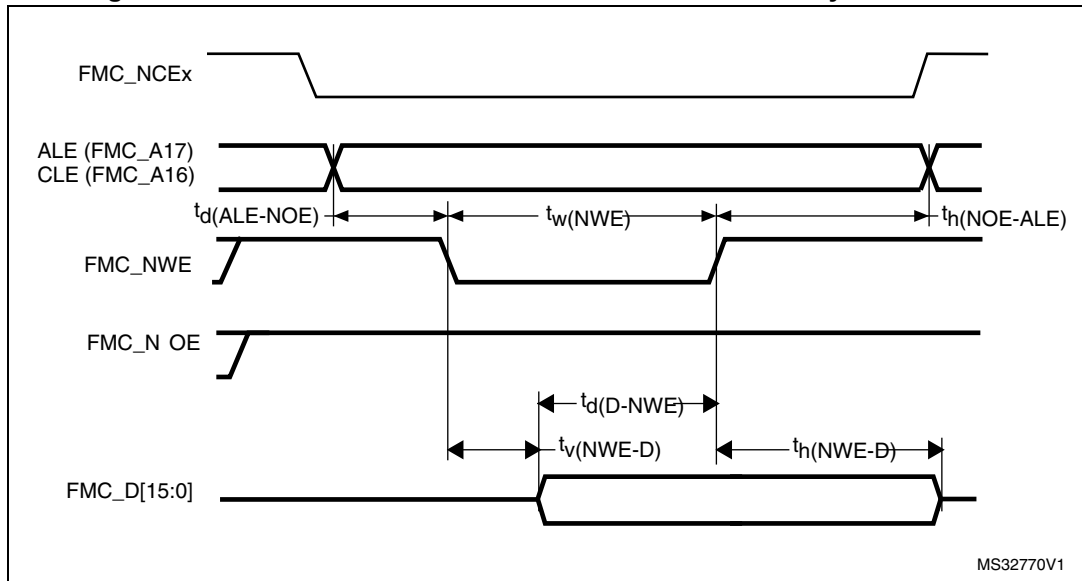 FMC_NCEx
ALE (FMC_A17)
CLE (FMC_A16)
td(ALE-NOE)
tw(NWE)
th(NOE-ALE)
FMC_NWE
FMC_N OE
td(D-NWE)
tv(NWE-D)
th(NWE-D)
FMC_D[15:0]
MS32770V1